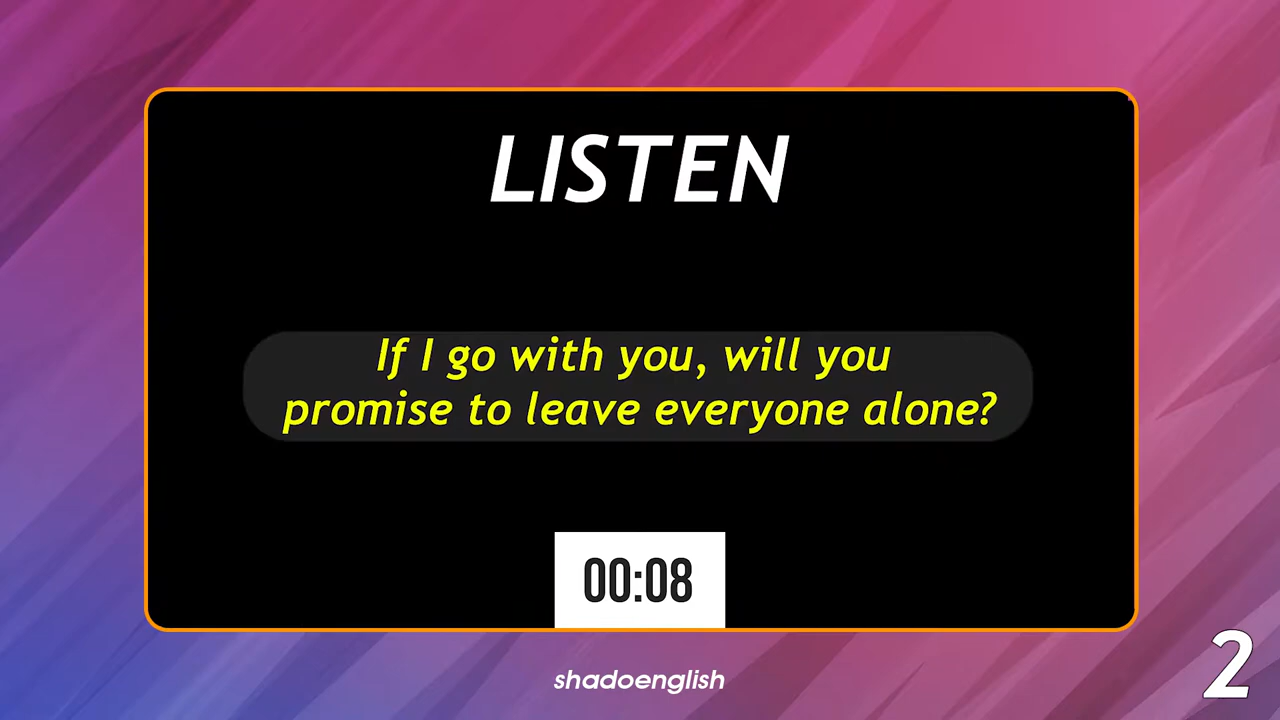 LISTEN
If I go with you, will you
promise to leave everyone alone?
00:08
shadoenglish
2